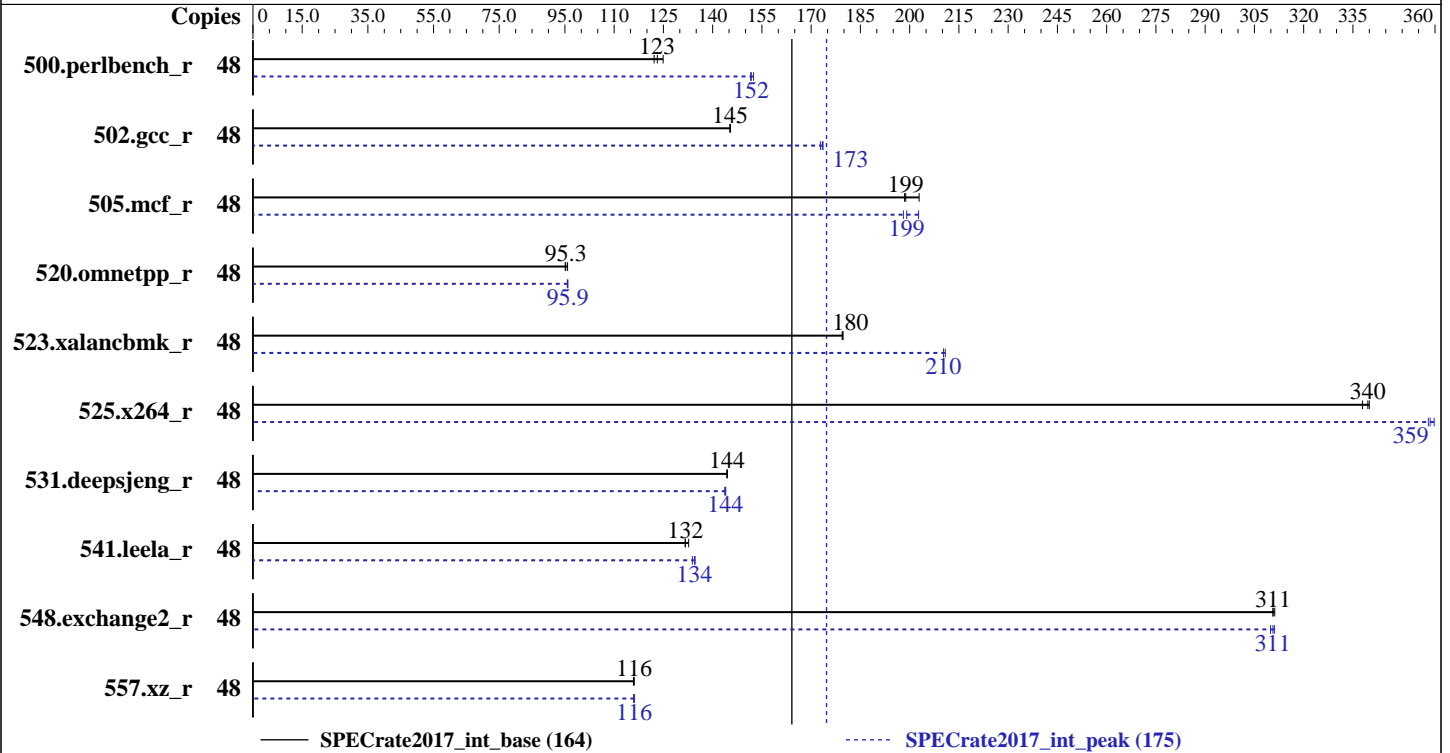 Copies 0 15.0 35.0 55.0 75.0 95.0 110 125 140 155 170 185 200 215 230 245 260 275 290 305 320 335 360
500.perlbench_r 48 123
152
502.gcc_r 48 145
173
505.mcf_r 48 199
199
520.omnetpp_r 48 95.3
95.9
523.xalancbmk_r 48 180
210
525.x264_r 48 340
359
531.deepsjeng_r 48 144
144
541.leela_r 48 132
134
548.exchange2_r 48 311
311
557.xz_r 48 116
116
SPECrate2017_int_base (164) SPECrate2017_int_peak (175)